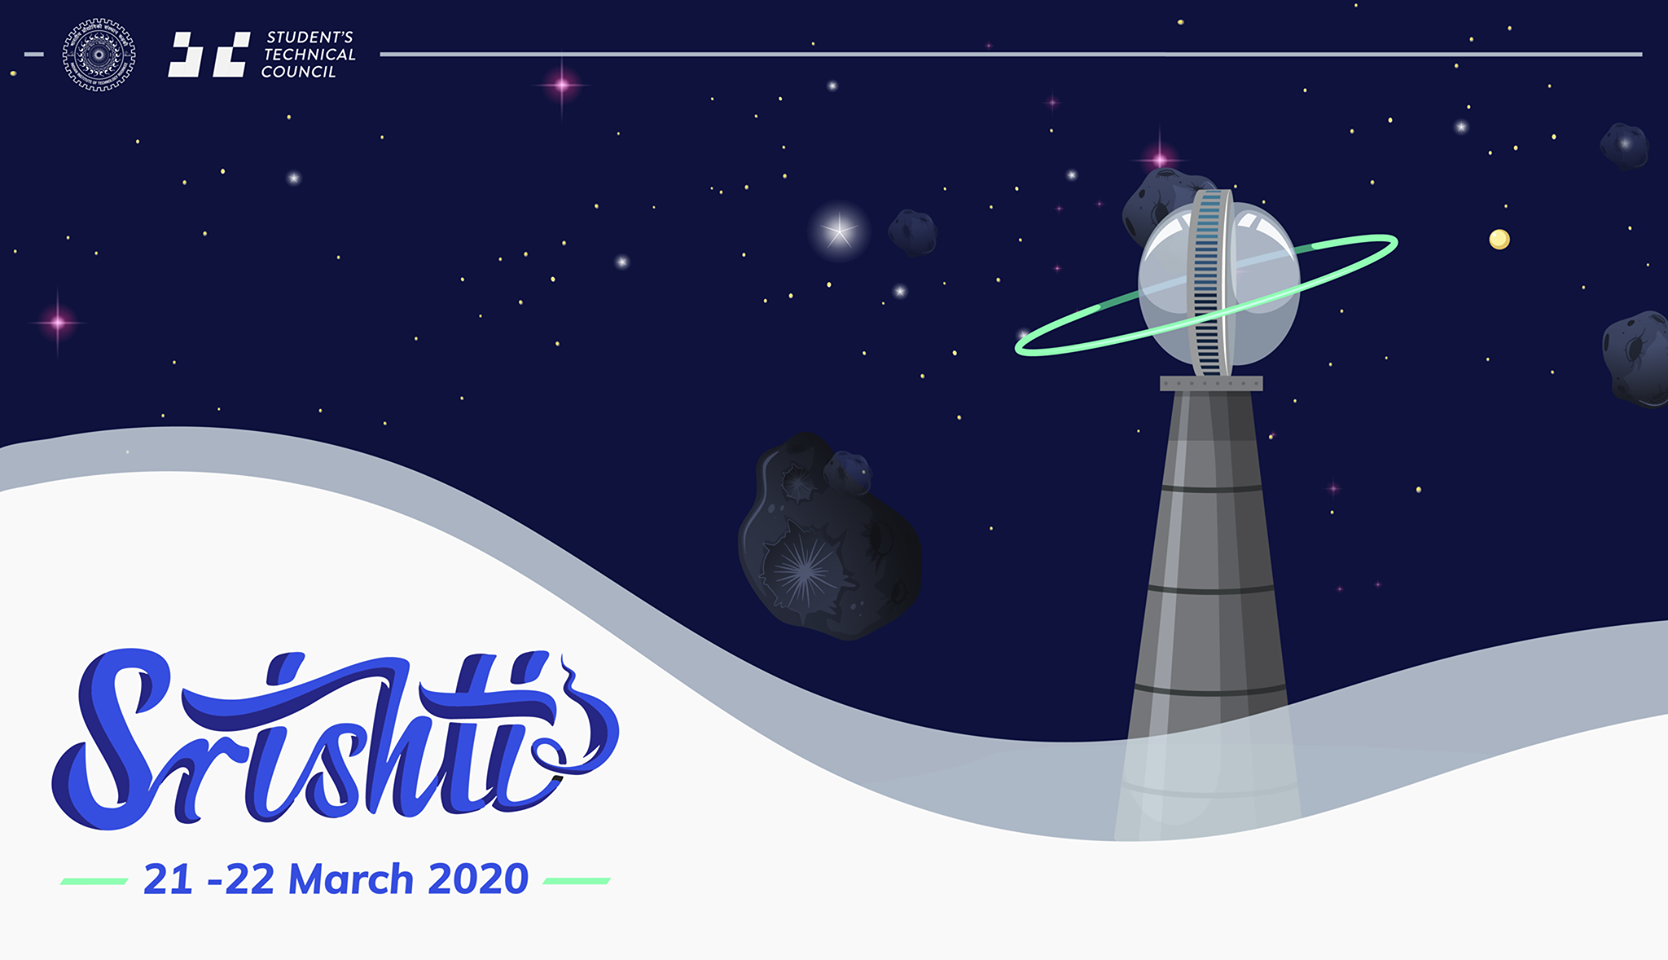 STUDENT'S
TECHNICAL
COUNCIL
Srishti
21 -22 March 2020